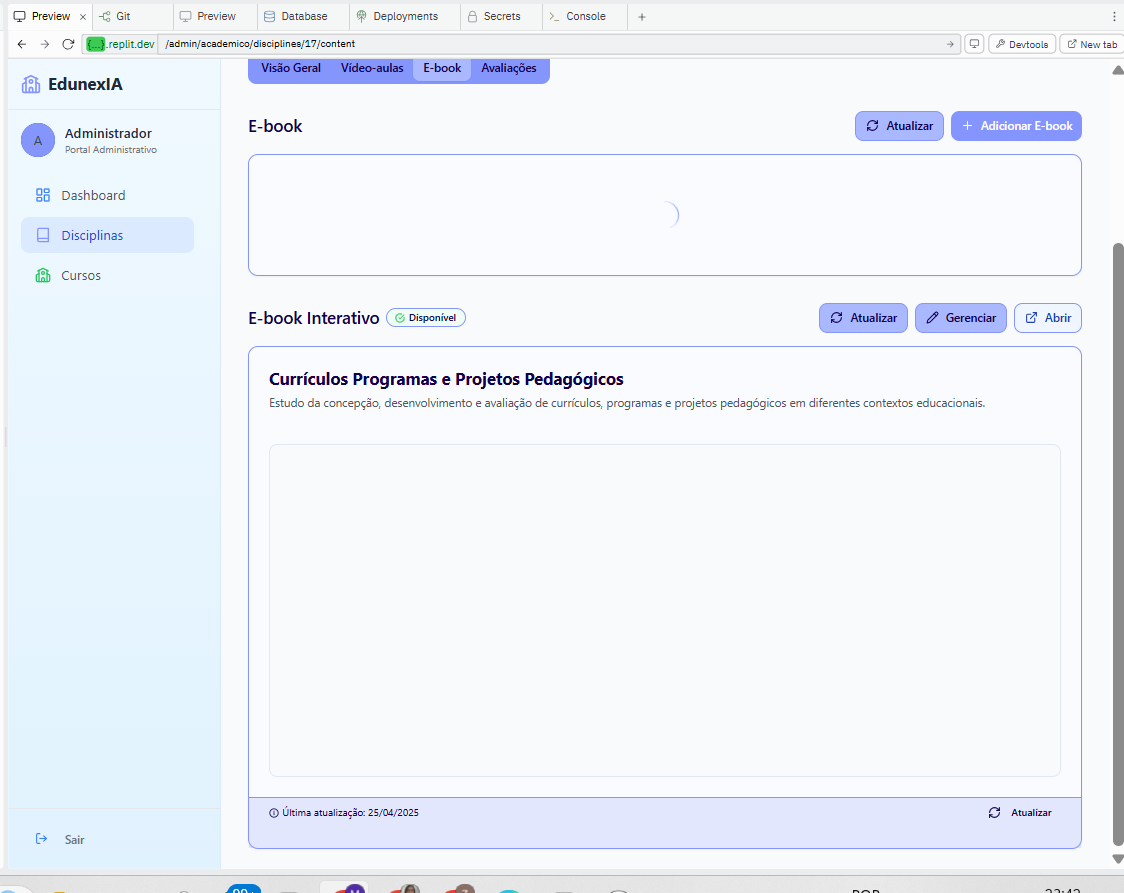 Preview × Git Preview Database Deployments Secrets Console +
{...}.replit.dev /admin/academico/disciplines/17/content Devtools New tab
EdunexIA
A
Administrador
Portal Administrativo
Dashboard
Disciplinas
Cursos
Sair
Visão Geral Vídeo-aulas E-book Avaliações
E-book Atualizar + Adicionar E-book
E-book Interativo Disponível Atualizar Gerenciar Abrir
Currículos Programas e Projetos Pedagógicos
Estudo da concepção, desenvolvimento e avaliação de currículos, programas e projetos pedagógicos em diferentes contextos educacionais.
Última atualização: 25/04/2025 Atualizar